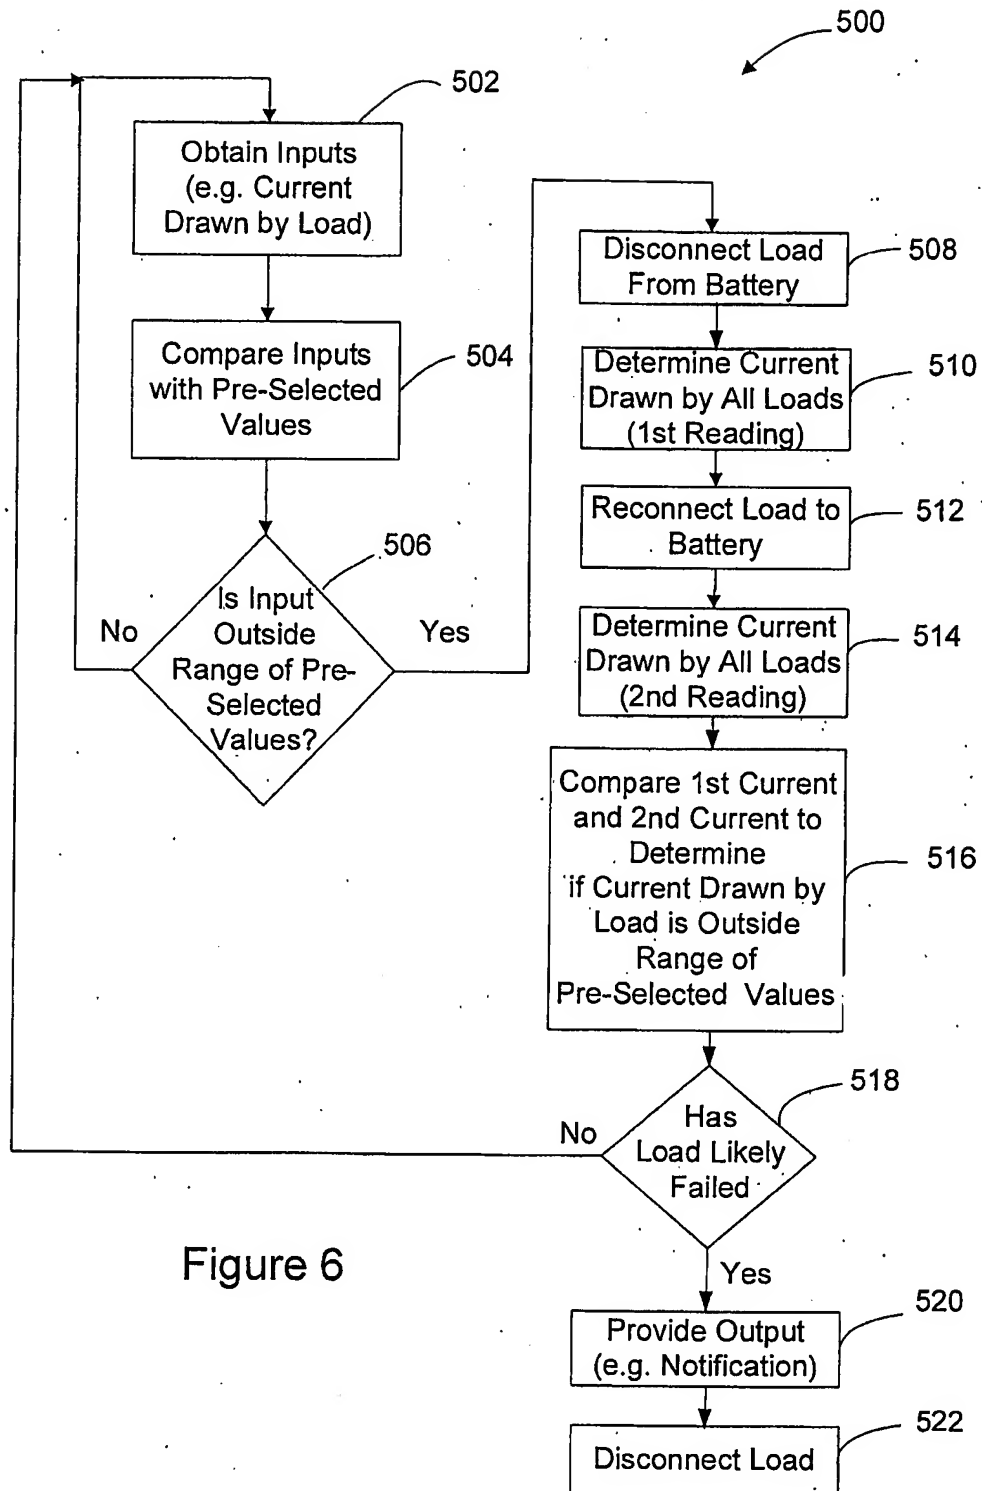 500
502
Obtain Inputs
(e.g. Current
Drawn by Load)
504
Compare Inputs
with Pre-Selected
Values
506
Is Input
Outside
Range of Pre-
Selected
Values?
No
Yes
508
Disconnect Load
From Battery
510
Determine Current
Drawn by All Loads
(1st Reading)
512
Reconnect Load to
Battery
514
Determine Current
Drawn by All Loads
(2nd Reading)
516
Compare 1st Current
and 2nd Current to
Determine
if Current Drawn by
Load is Outside
Range of
Pre-Selected Values
518
Has
Load Likely
Failed
No
Yes
520
Provide Output
(e.g. Notification)
522
Disconnect Load
Figure 6